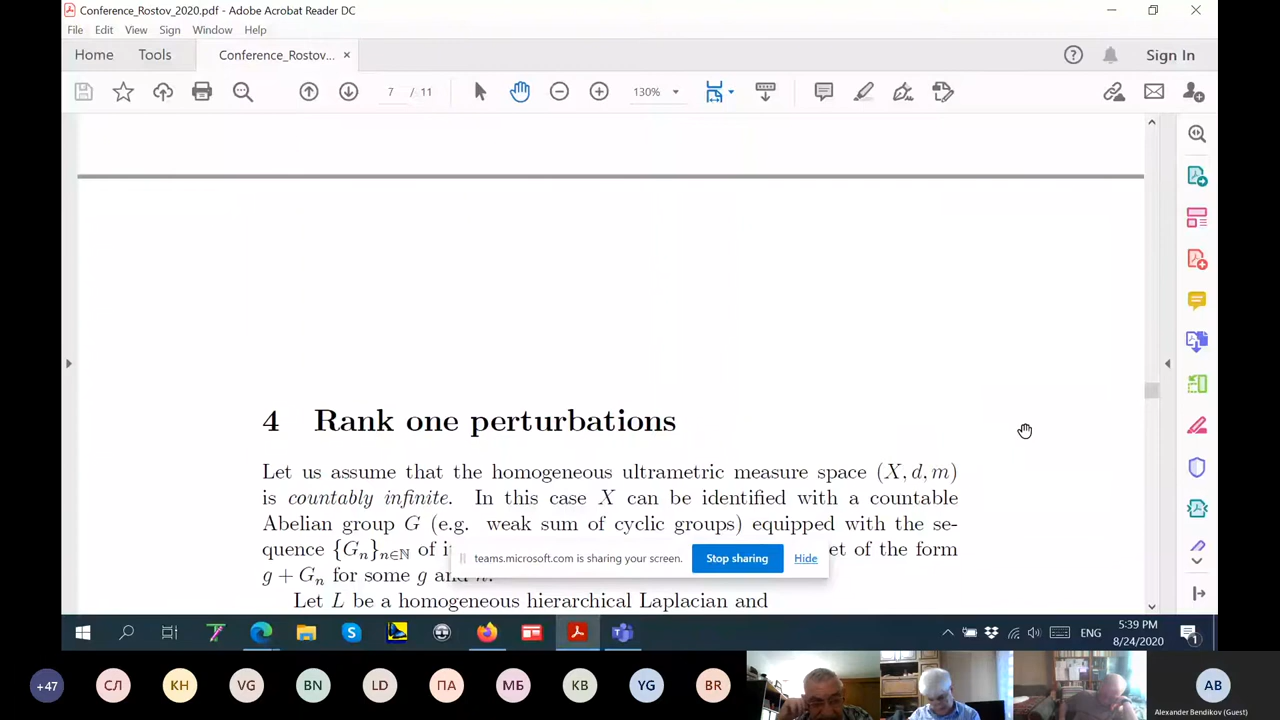 Conference_Rostov_2020.pdf - Adobe Acrobat Reader DC
File Edit View Sign Window Help
Home Tools Conference_Rostov... × Sign In
7 / 11 130%
4 Rank one perturbations
Let us assume that the homogeneous ultrametric measure space (X, d, m)
is countably infinite. In this case X can be identified with a countable
Abelian group G (e.g. weak sum of cyclic groups) equipped with the se-
quence {Gₙ}ₙ∈ℕ of et of the form
g + Gₙ for some g and
teams.microsoft.com is sharing your screen. Stop sharing Hide
Let L be a homogeneous hierarchical Laplacian and
ENG
5:39 PM
8/24/2020
1
+47 СЛ КН VG BN LD ПА МБ КВ YG BR AB
Alexander Bendikov (Guest)